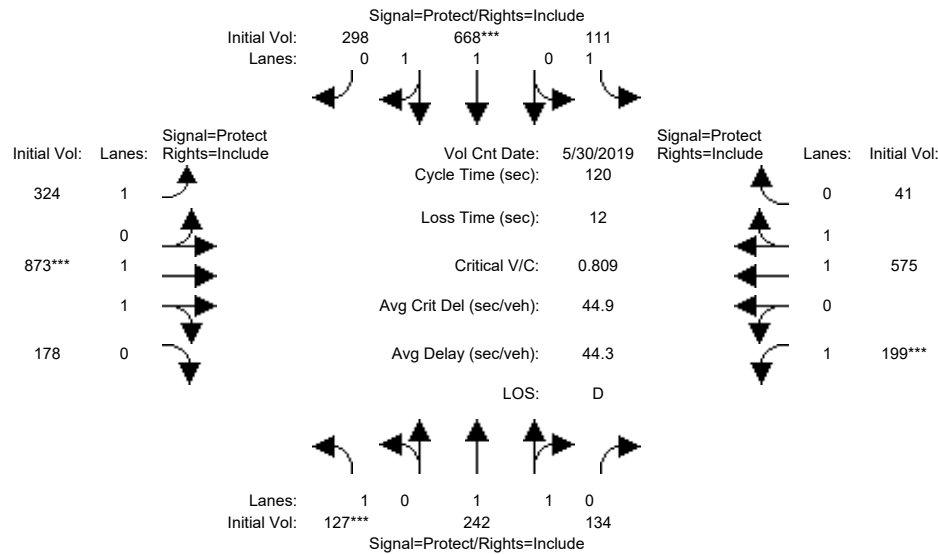 Signal=Protect/Rights=Include
Initial Vol: 298 668*** 111
Lanes: 0 1 1 0 1
Signal=Protect
Initial Vol: Lanes: Rights=Include
Vol Cnt Date: 5/30/2019
Signal=Protect
Rights=Include Lanes: Initial Vol:
Cycle Time (sec): 120
324 1
0 41
Loss Time (sec): 12
0
1
873*** 1
Critical V/C: 0.809
1 575
1
Avg Crit Del (sec/veh): 44.9
0
178 0
Avg Delay (sec/veh): 44.3
1 199***
LOS: D
Lanes: 1 0 1 1 0
Initial Vol: 127*** 242 134
Signal=Protect/Rights=Include